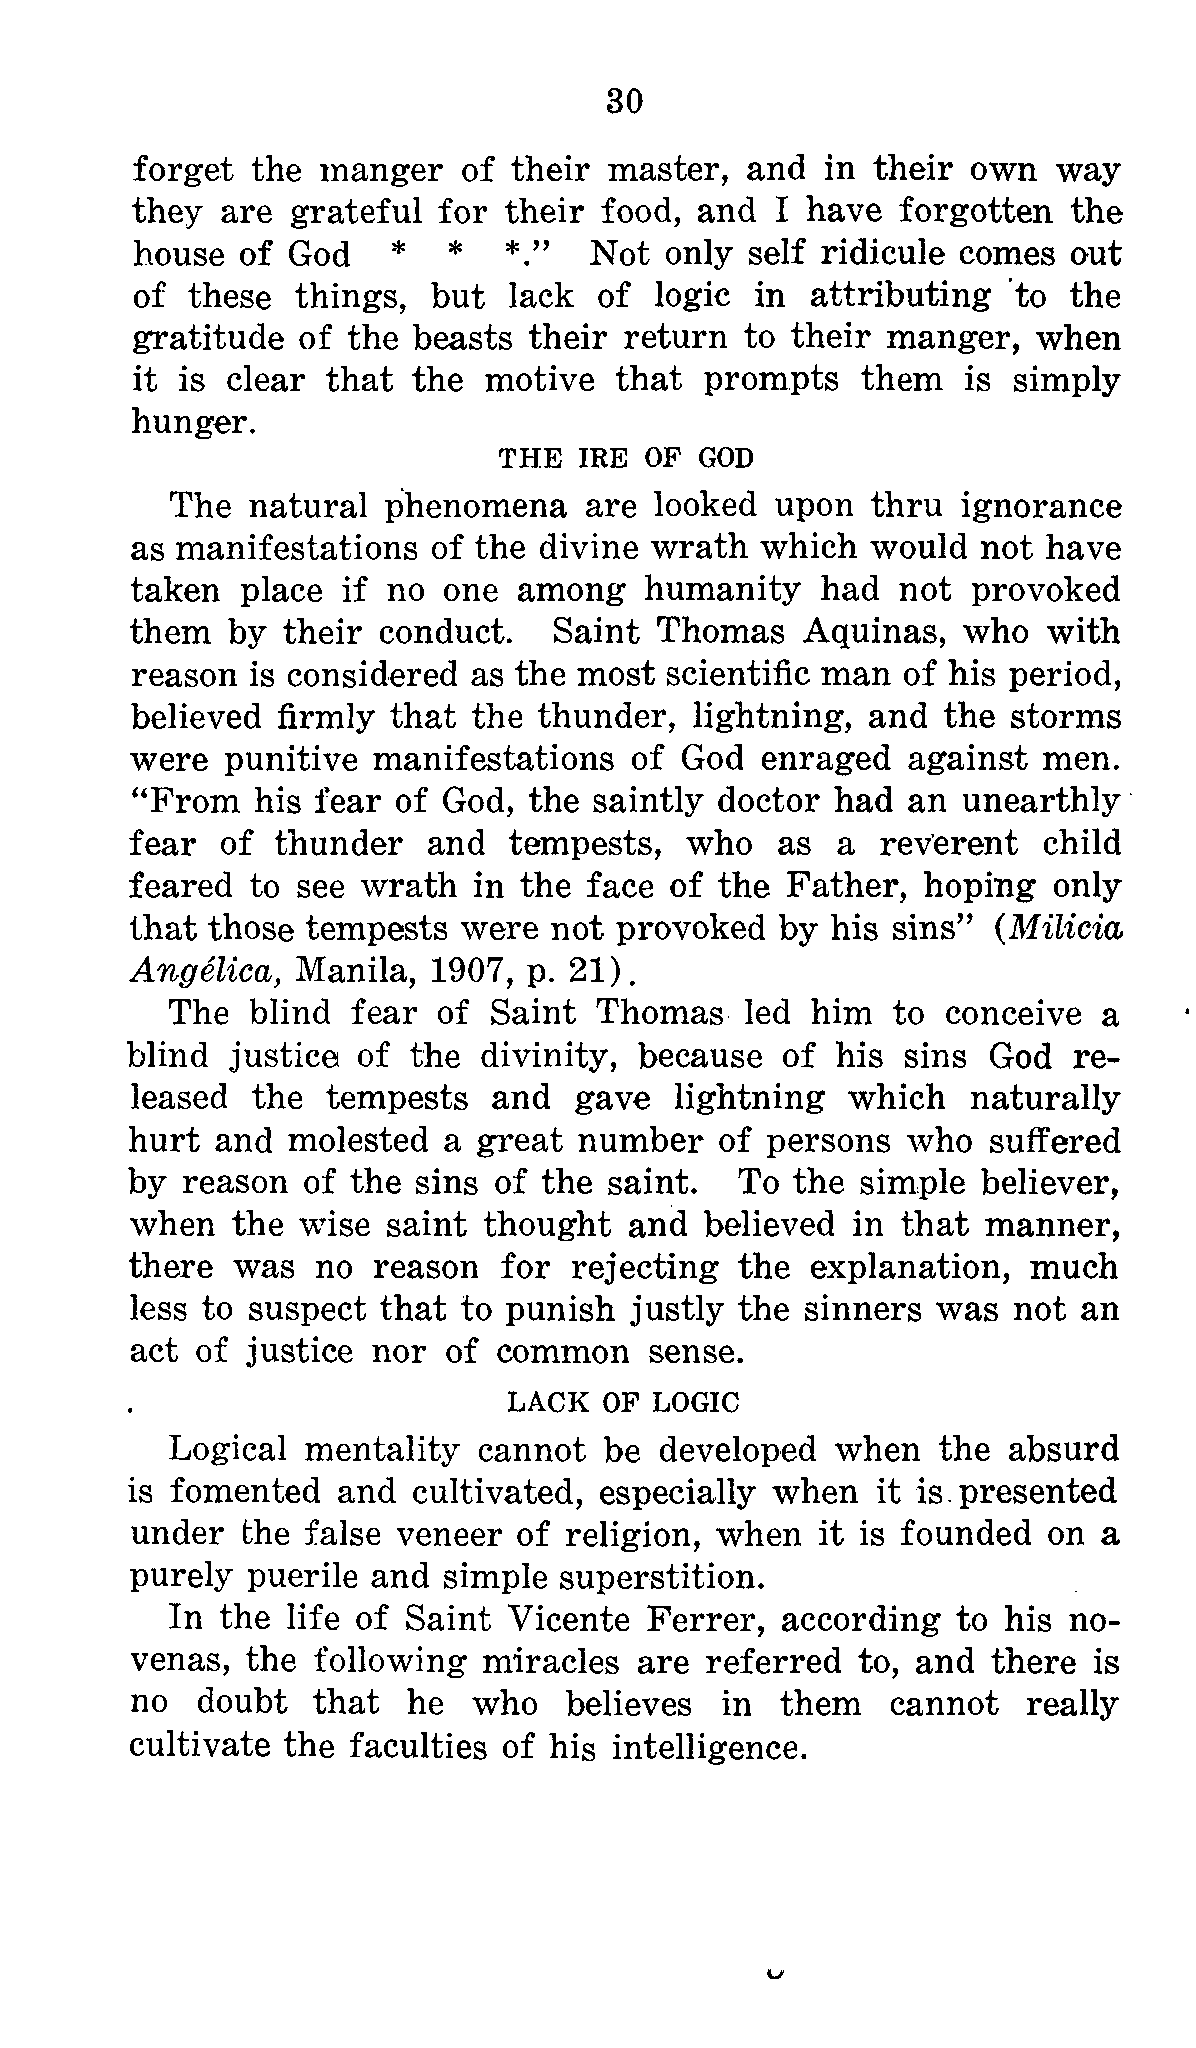 30
forget the manger of their master, and in their own way
they are grateful for their food, and I have forgotten the
house of God * * *.” Not only self ridicule comes out
of these things, but lack of logic in attributing to the
gratitude of the beasts their return to their manger, when
it is clear that the motive that prompts them is simply
hunger.
THE IRE OF GOD
The natural phenomena are looked upon thru ignorance
as manifestations of the divine wrath which would not have
taken place if no one among humanity had not provoked
them by their conduct. Saint Thomas Aquinas, who with
reason is considered as the most scientific man of his period,
believed firmly that the thunder, lightning, and the storms
were punitive manifestations of God enraged against men.
“From his fear of God, the saintly doctor had an unearthly
fear of thunder and tempests, who as a reverent child
feared to see wrath in the face of the Father, hoping only
that those tempests were not provoked by his sins” (Milicia
Angélica, Manila, 1907, p. 21).
The blind fear of Saint Thomas led him to conceive a
blind justice of the divinity, because of his sins God re-
leased the tempests and gave lightning which naturally
hurt and molested a great number of persons who suffered
by reason of the sins of the saint. To the simple believer,
when the wise saint thought and believed in that manner,
there was no reason for rejecting the explanation, much
less to suspect that to punish justly the sinners was not an
act of justice nor of common sense.
LACK OF LOGIC
Logical mentality cannot be developed when the absurd
is fomented and cultivated, especially when it is presented
under the false veneer of religion, when it is founded on a
purely puerile and simple superstition.
In the life of Saint Vicente Ferrer, according to his no-
venas, the following miracles are referred to, and there is
no doubt that he who believes in them cannot really
cultivate the faculties of his intelligence.